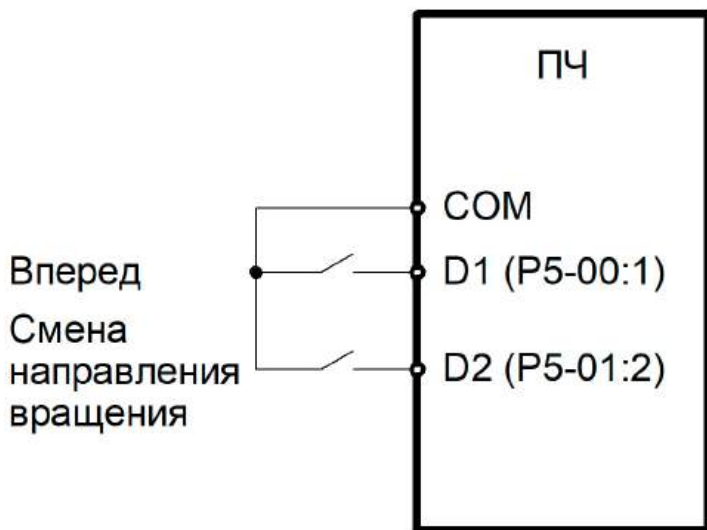 ПЧ
COM
Вперед
D1 (P5-00:1)
Смена
направления
вращения
D2 (P5-01:2)